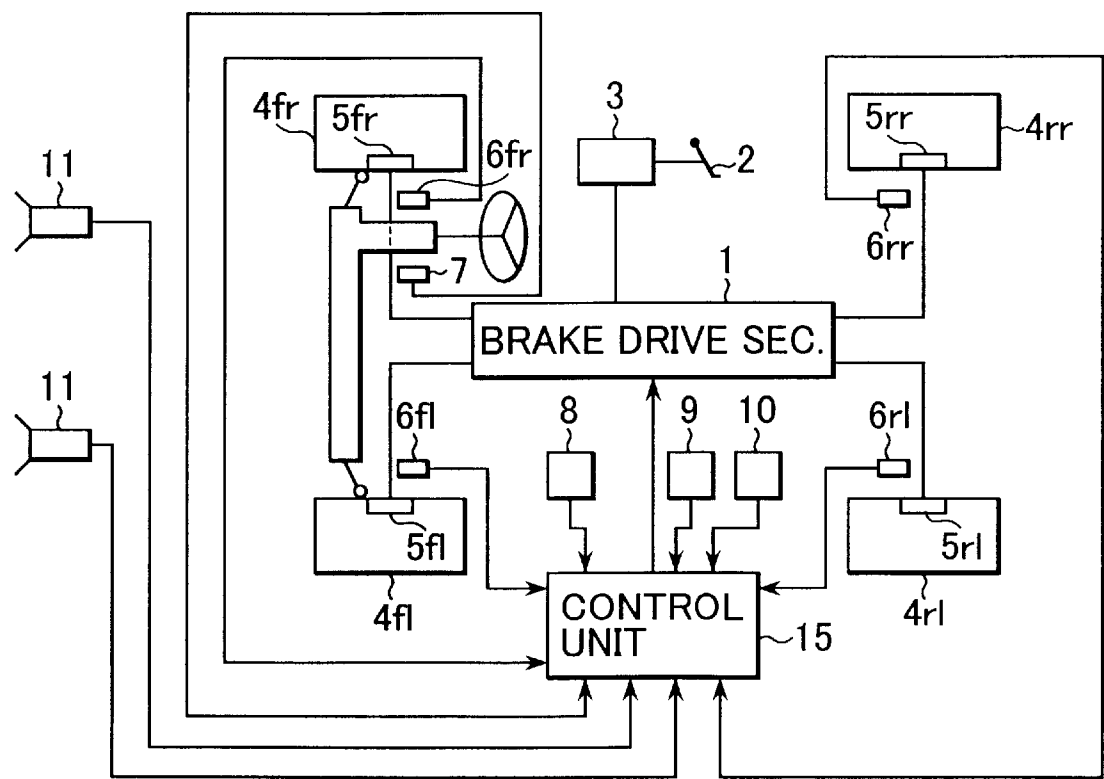 4fr
5fr
6fr
3
2
5rr
4rr
11
6rr
7
1
BRAKE DRIVE SEC.
11
6fl
8
9
10
6rl
5fl
5rl
4fl
CONTROL
UNIT
15
4rl